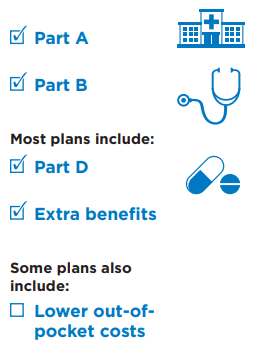 Part A
Part B
Most plans include:
Part D
Extra benefits
Some plans also
include:
Lower out-of-
pocket costs